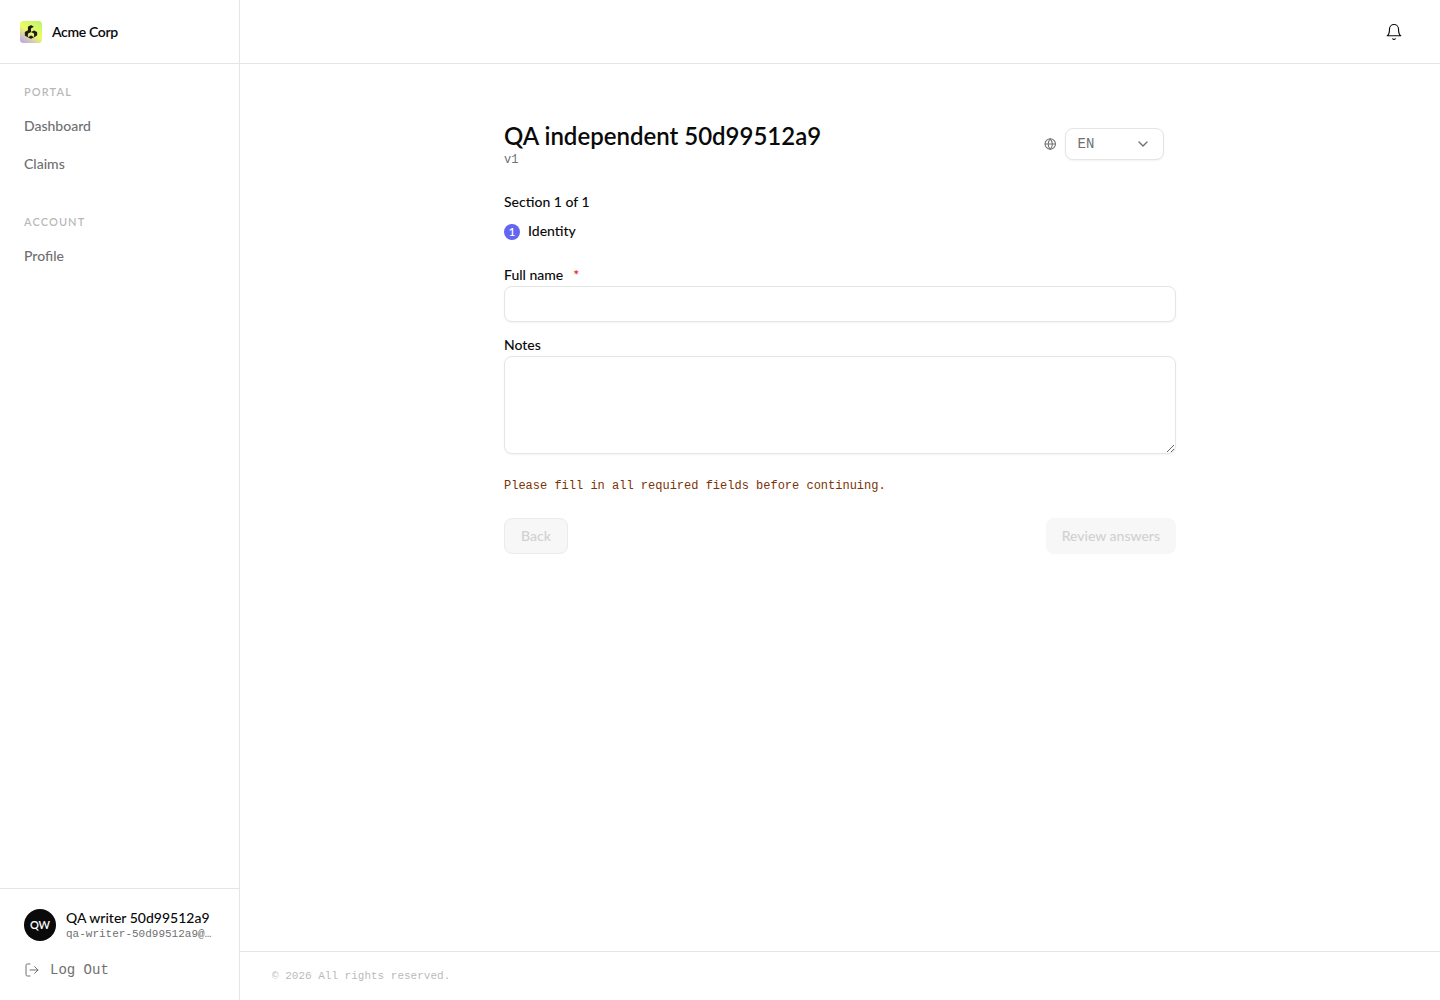 Acme Corp
PORTAL
Dashboard
Claims
ACCOUNT
Profile
QA independent 50d99512a9
v1
EN
Section 1 of 1
1 Identity
Full name *
Notes
Please fill in all required fields before continuing.
Back
Review answers
QW
QA writer 50d99512a9
qa-writer-50d99512a9@…
Log Out
© 2026 All rights reserved.